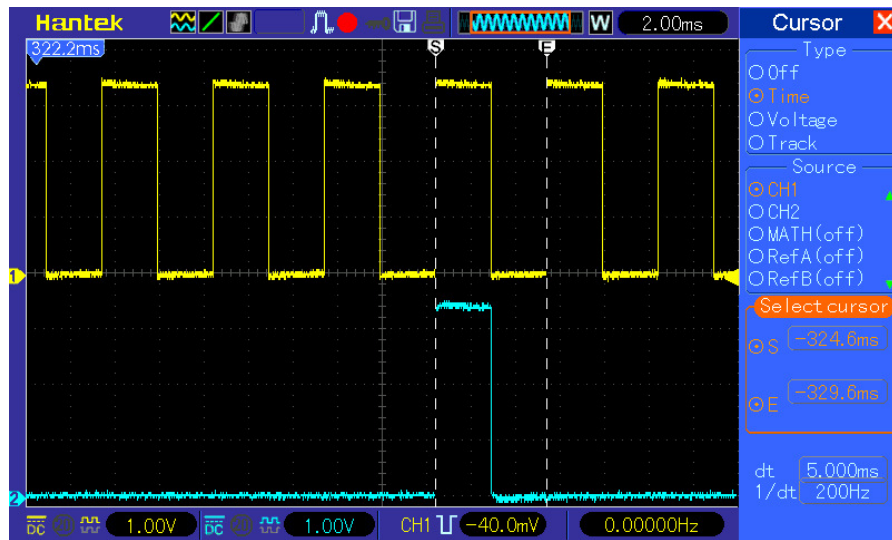 Hantek W 2.00ms Cursor
322.2ms
S E
Type
Off
Time
Voltage
Track
Source
CH1
CH2
MATH(off)
RefA(off)
RefB(off)
1
Select cursor
S -324.6ms
E -329.6ms
dt 5.000ms
1/dt 200Hz
2
DC 1.00V DC 1.00V CH1 -40.0mV 0.00000Hz